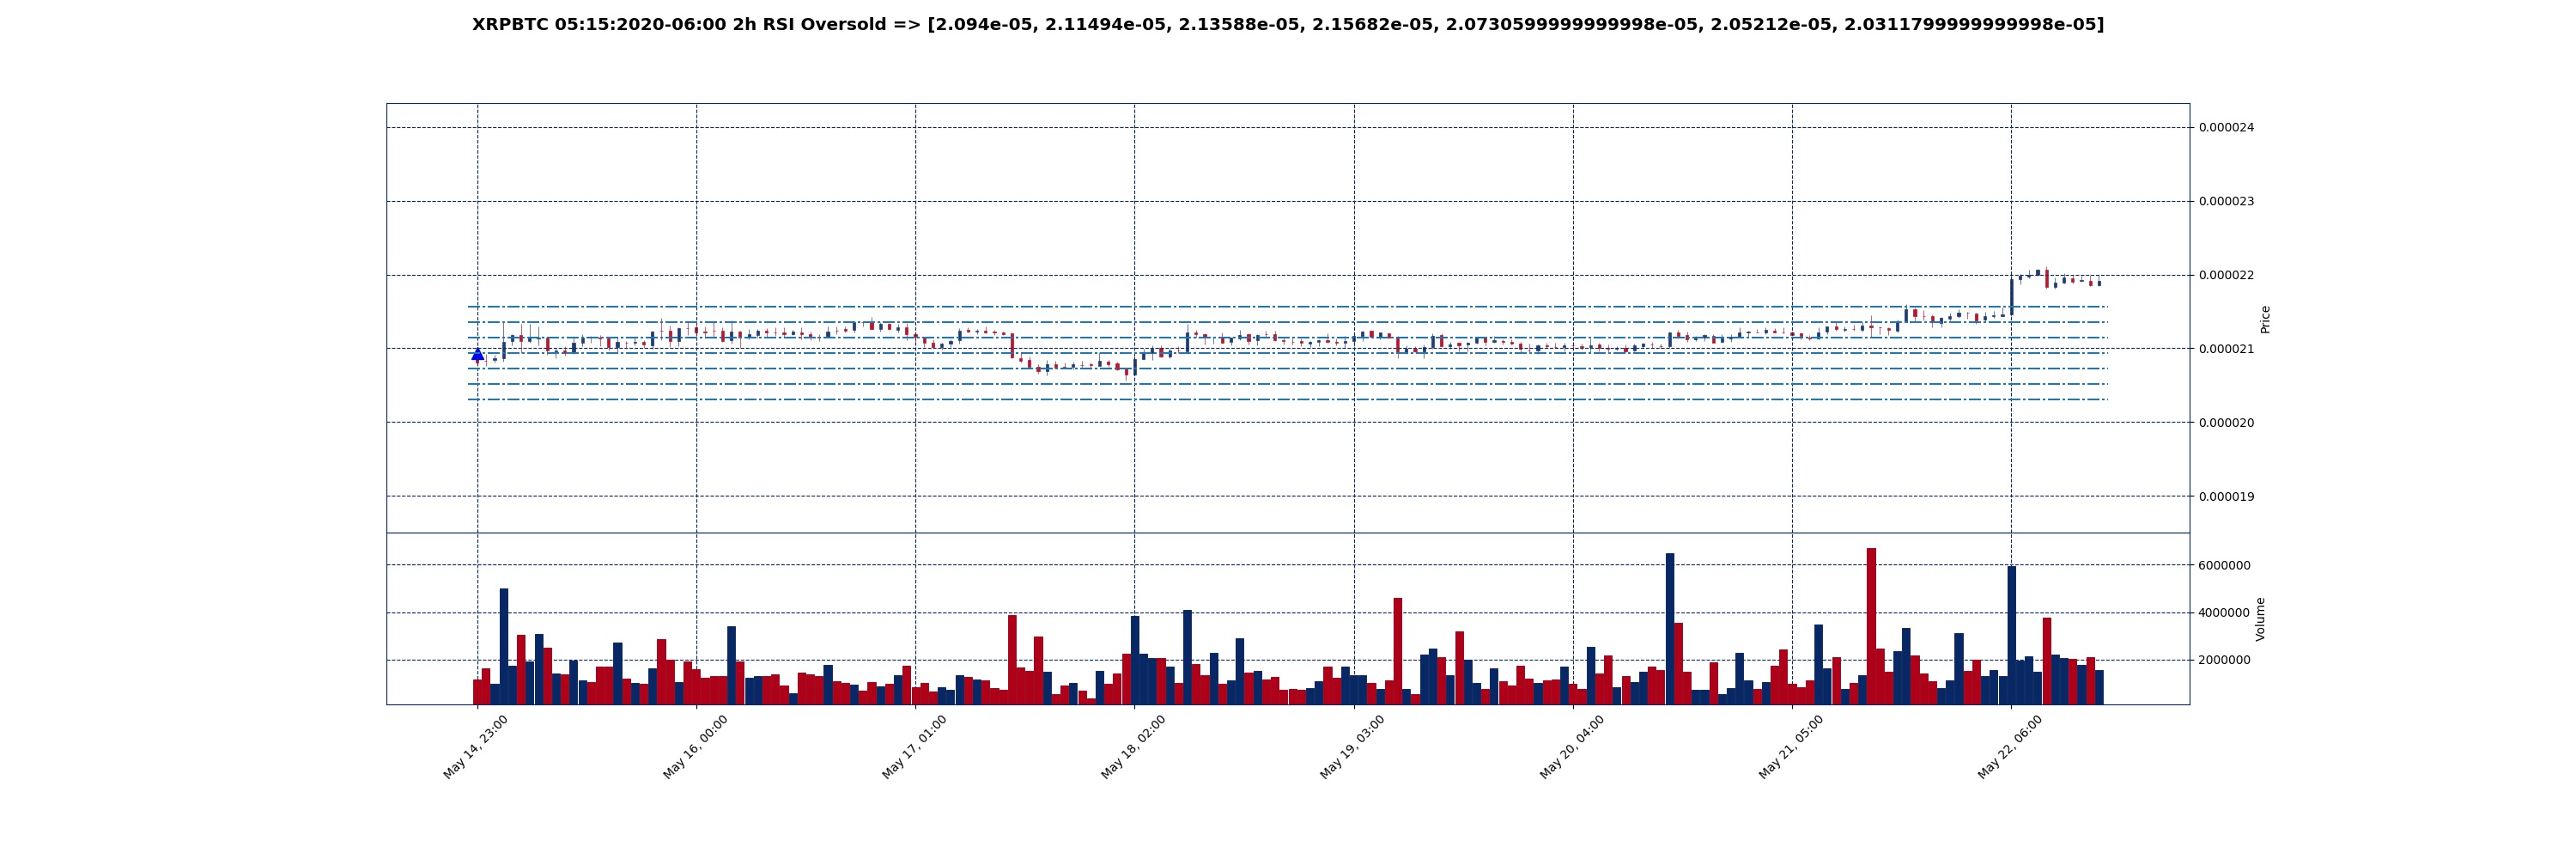 XRPBTC 05:15:2020-06:00 2h RSI Oversold => [2.094e-05, 2.11494e-05, 2.13588e-05, 2.15682e-05, 2.0730599999999998e-05, 2.05212e-05, 2.0311799999999998e-05]
0.000024
0.000023
0.000022
Price
0.000021
0.000020
0.000019
6000000
4000000
Volume
2000000
May 14, 23:00
May 16, 00:00
May 17, 01:00
May 18, 02:00
May 19, 03:00
May 20, 04:00
May 21, 05:00
May 22, 06:00